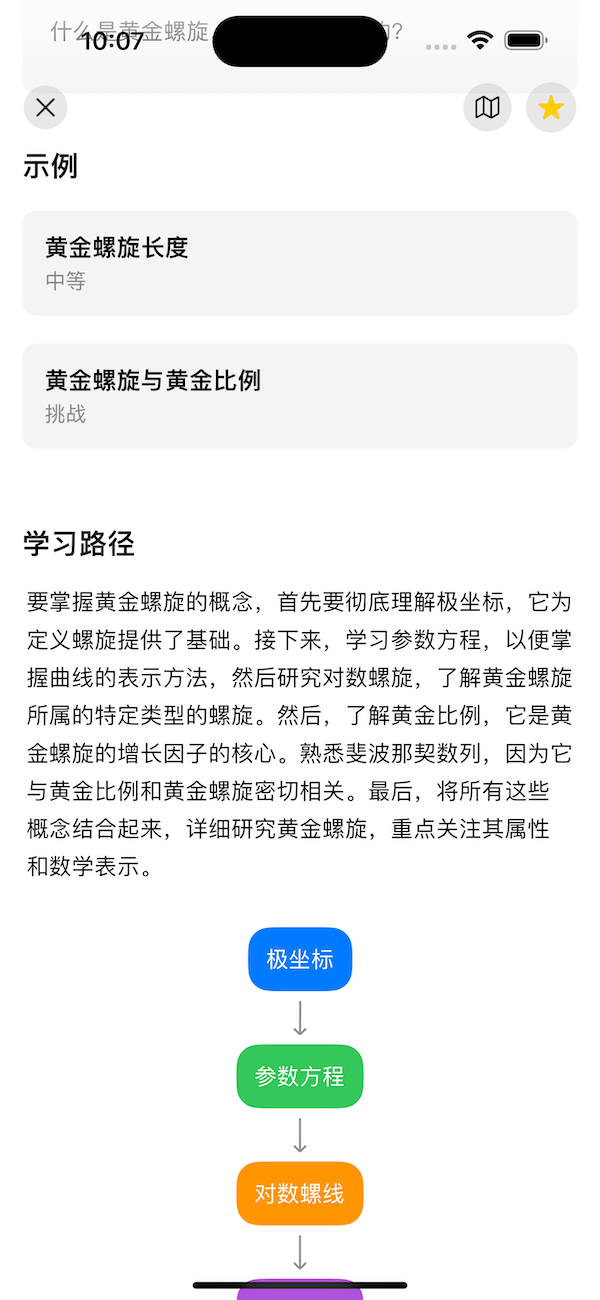 什么是黄金螺旋
?
10:07
示例
黄金螺旋长度
中等
黄金螺旋与黄金比例
挑战
学习路径
要掌握黄金螺旋的概念，首先要彻底理解极坐标，它为
定义螺旋提供了基础。接下来，学习参数方程，以便掌
握曲线的表示方法，然后研究对数螺旋，了解黄金螺旋
所属的特定类型的螺旋。然后，了解黄金比例，它是黄
金螺旋的增长因子的核心。熟悉斐波那契数列，因为它
与黄金比例和黄金螺旋密切相关。最后，将所有这些
概念结合起来，详细研究黄金螺旋，重点关注其属性
和数学表示。
极坐标
参数方程
对数螺线